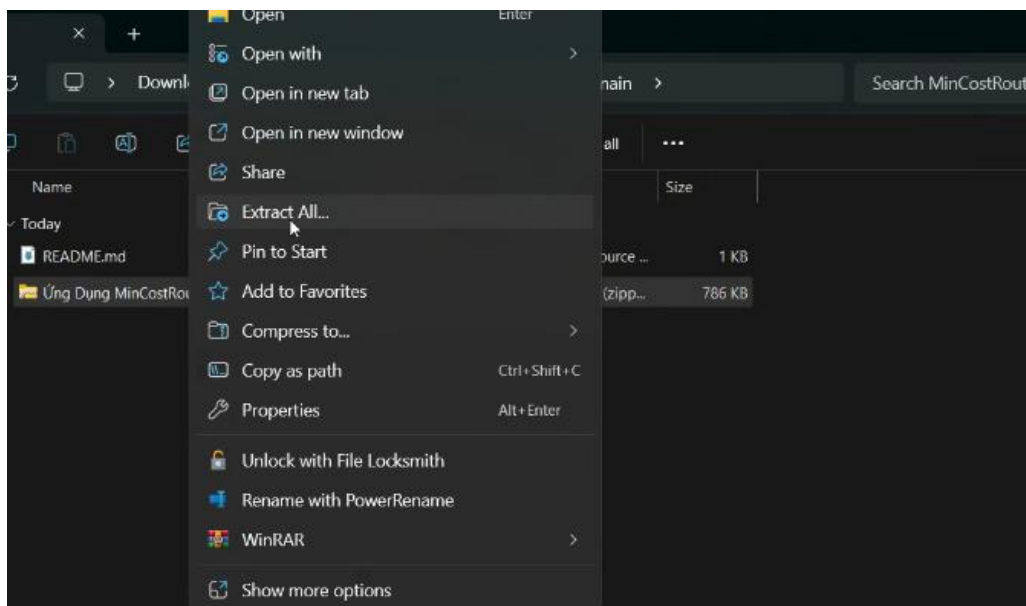 Open Enter
Open with
Downl main Search MinCostRout
Open in new tab
Open in new window
all
Share
Name Size
Extract All...
Today
Pin to Start
README.md ource ... 1 KB
Add to Favorites
Ứng Dụng MinCostRou (zipp... 786 KB
Compress to...
Copy as path Ctrl+Shift+C
Properties Alt+Enter
Unlock with File Locksmith
Rename with PowerRename
WinRAR
Show more options